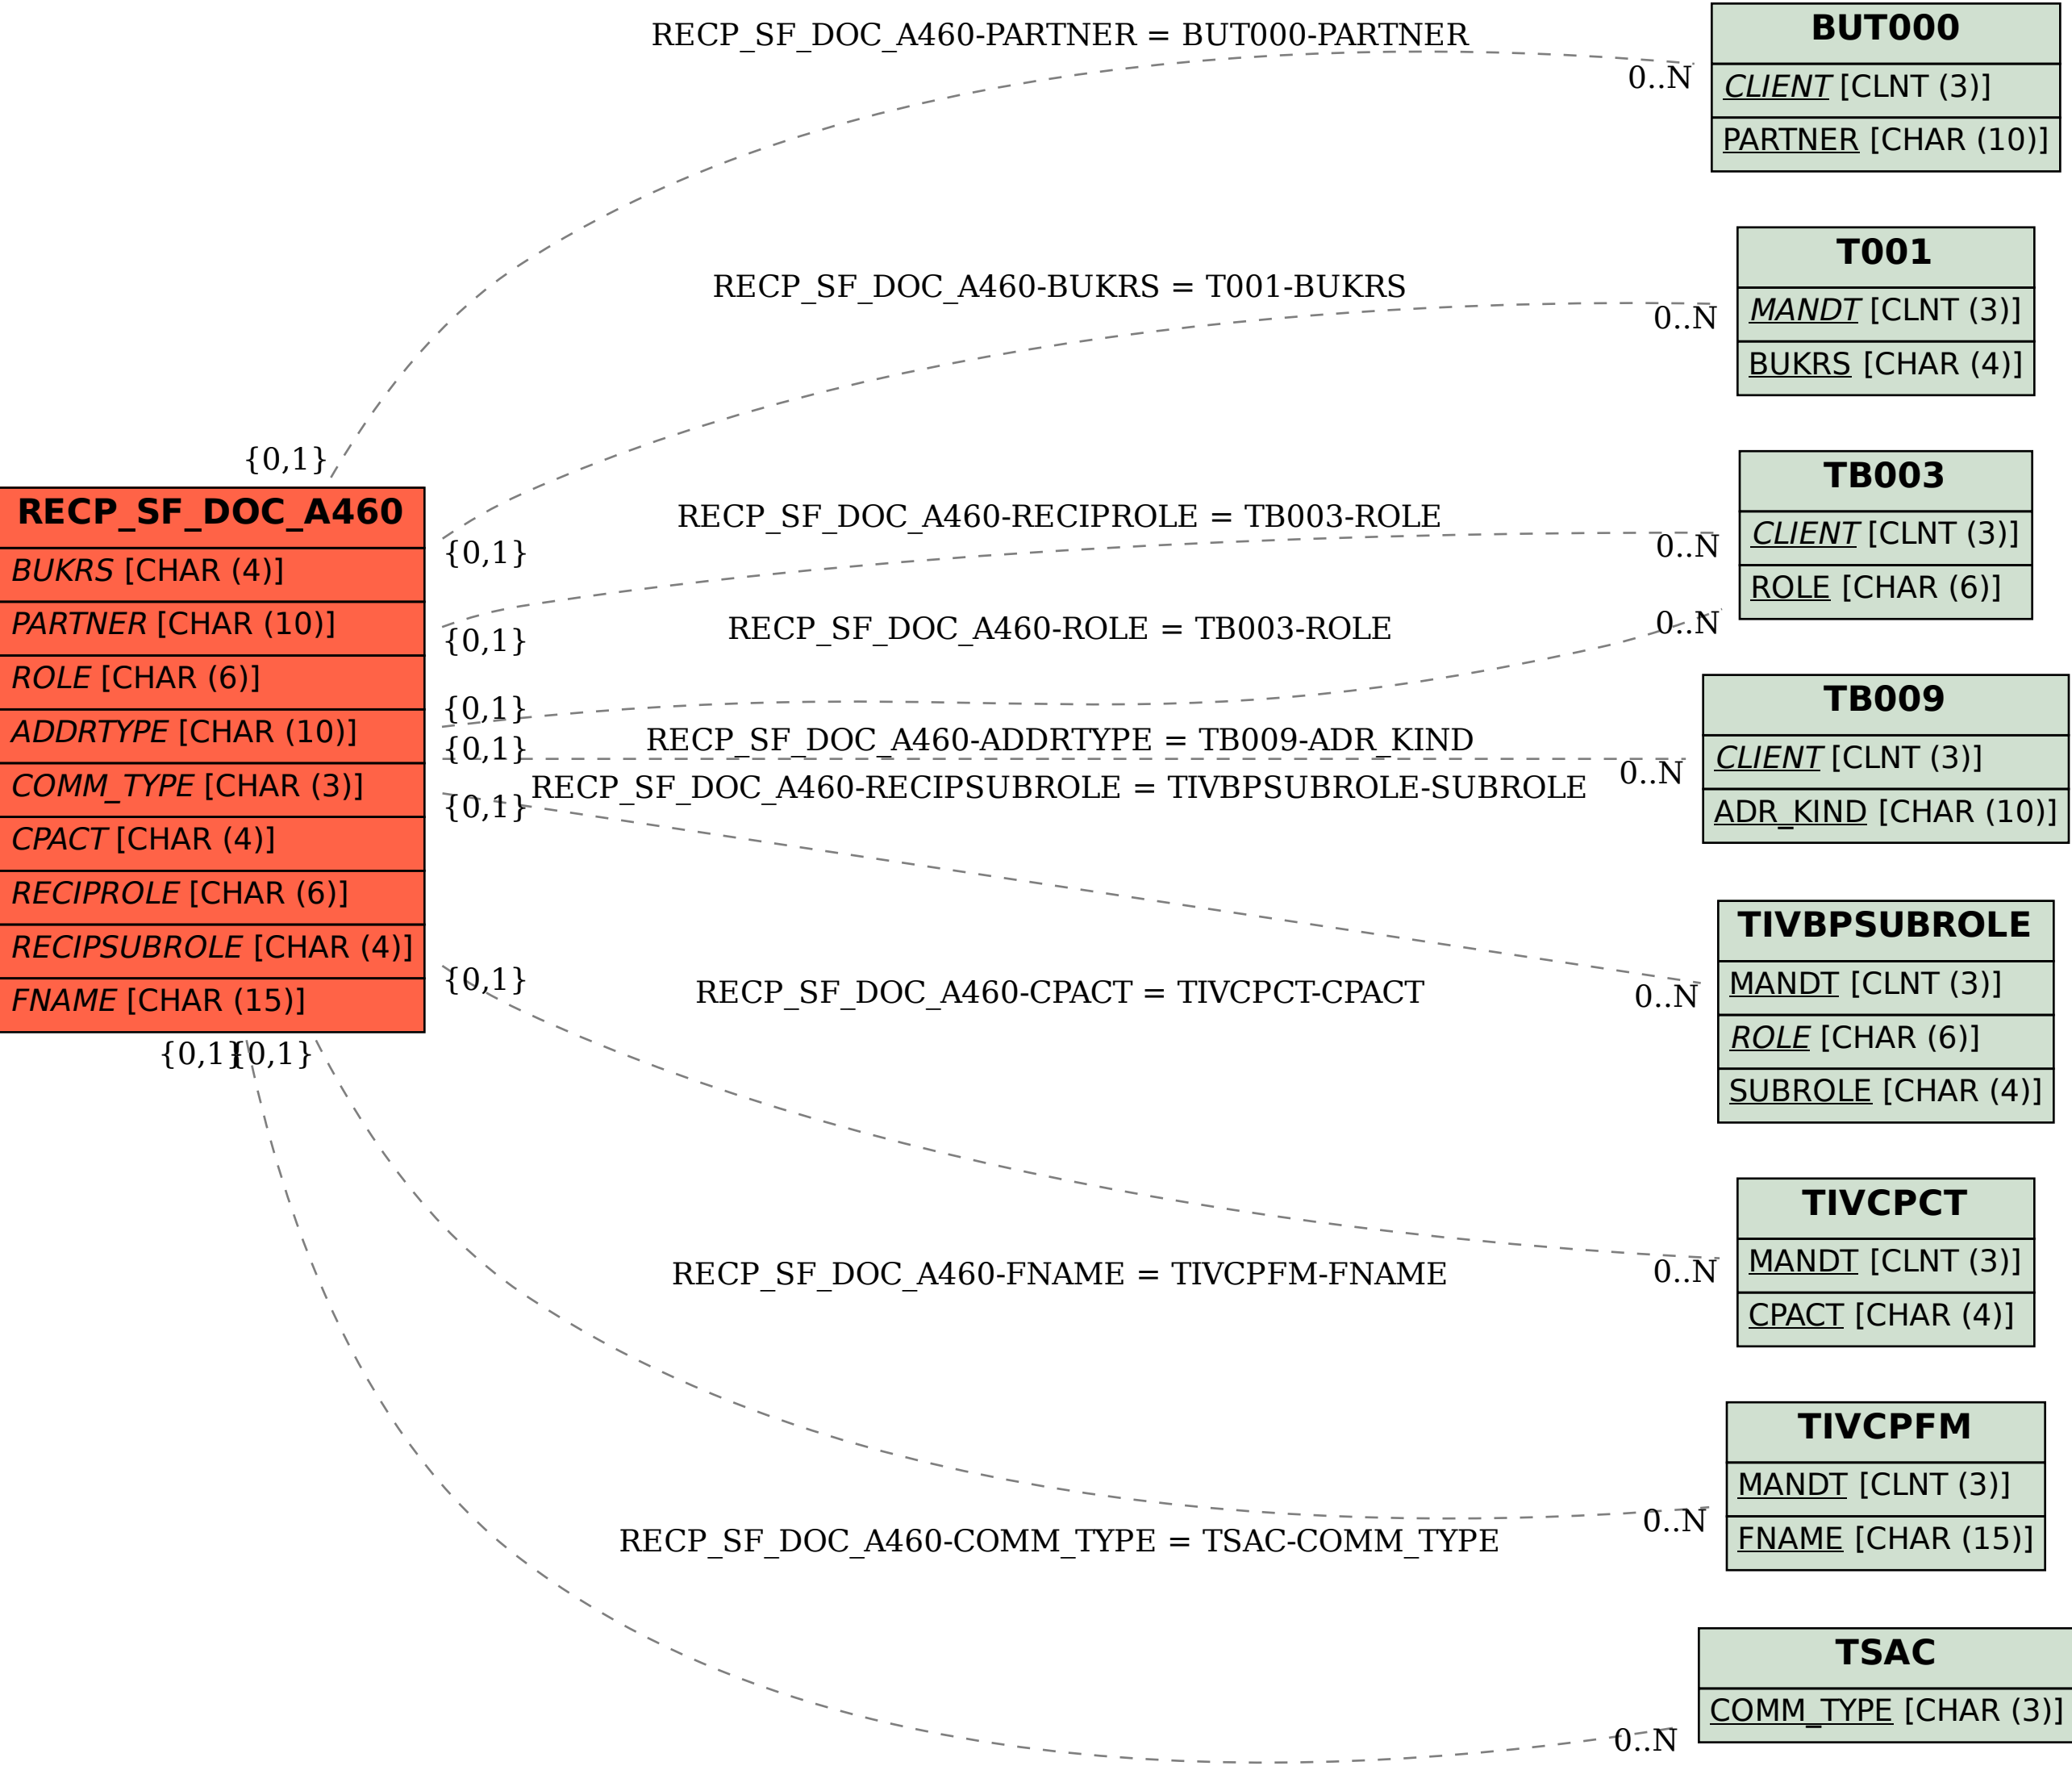 RECP_SF_DOC_A460-PARTNER = BUT000-PARTNER
0..N
{0,1}
BUT000
CLIENT [CLNT (3)]
PARTNER [CHAR (10)]
RECP_SF_DOC_A460-BUKRS = T001-BUKRS
0..N
{0,1}
T001
MANDT [CLNT (3)]
BUKRS [CHAR (4)]
RECP_SF_DOC_A460
BUKRS [CHAR (4)]
PARTNER [CHAR (10)]
ROLE [CHAR (6)]
ADDRTYPE [CHAR (10)]
COMM_TYPE [CHAR (3)]
CPACT [CHAR (4)]
RECIPROLE [CHAR (6)]
RECIPSUBROLE [CHAR (4)]
FNAME [CHAR (15)]
RECP_SF_DOC_A460-RECIPROLE = TB003-ROLE
0..N
{0,1}
RECP_SF_DOC_A460-ROLE = TB003-ROLE
0..N
{0,1}
TB003
CLIENT [CLNT (3)]
ROLE [CHAR (6)]
RECP_SF_DOC_A460-ADDRTYPE = TB009-ADR_KIND
0..N
{0,1}
TB009
CLIENT [CLNT (3)]
ADR_KIND [CHAR (10)]
RECP_SF_DOC_A460-RECIPSUBROLE = TIVBPSUBROLE-SUBROLE
0..N
{0,1}
TIVBPSUBROLE
MANDT [CLNT (3)]
ROLE [CHAR (6)]
SUBROLE [CHAR (4)]
RECP_SF_DOC_A460-CPACT = TIVCPCT-CPACT
0..N
{0,1}
TIVCPCT
MANDT [CLNT (3)]
CPACT [CHAR (4)]
RECP_SF_DOC_A460-FNAME = TIVCPFM-FNAME
0..N
{0,1}
TIVCPFM
MANDT [CLNT (3)]
FNAME [CHAR (15)]
RECP_SF_DOC_A460-COMM_TYPE = TSAC-COMM_TYPE
0..N
{0,1}
TSAC
COMM_TYPE [CHAR (3)]